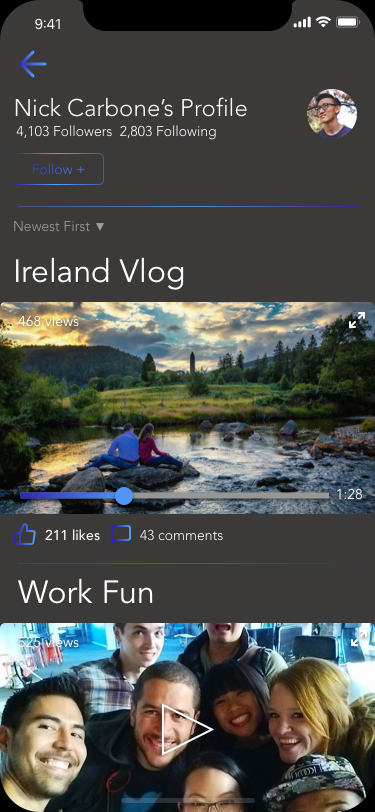 9:41
Nick Carbone's Profile
4,103 Followers 2,803 Following
Follow +
Newest First ▼
Ireland Vlog
468 views
1:28
211 likes 43 comments
Work Fun
525 views